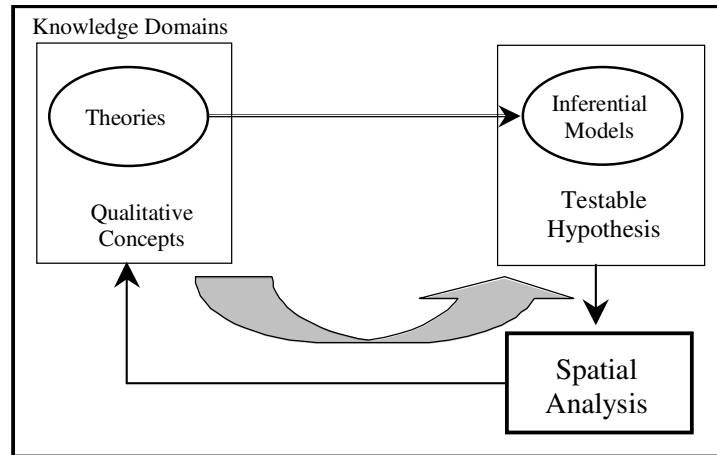 Knowledge Domains
Theories
Qualitative
Concepts
Inferential
Models
Testable
Hypothesis
Spatial
Analysis